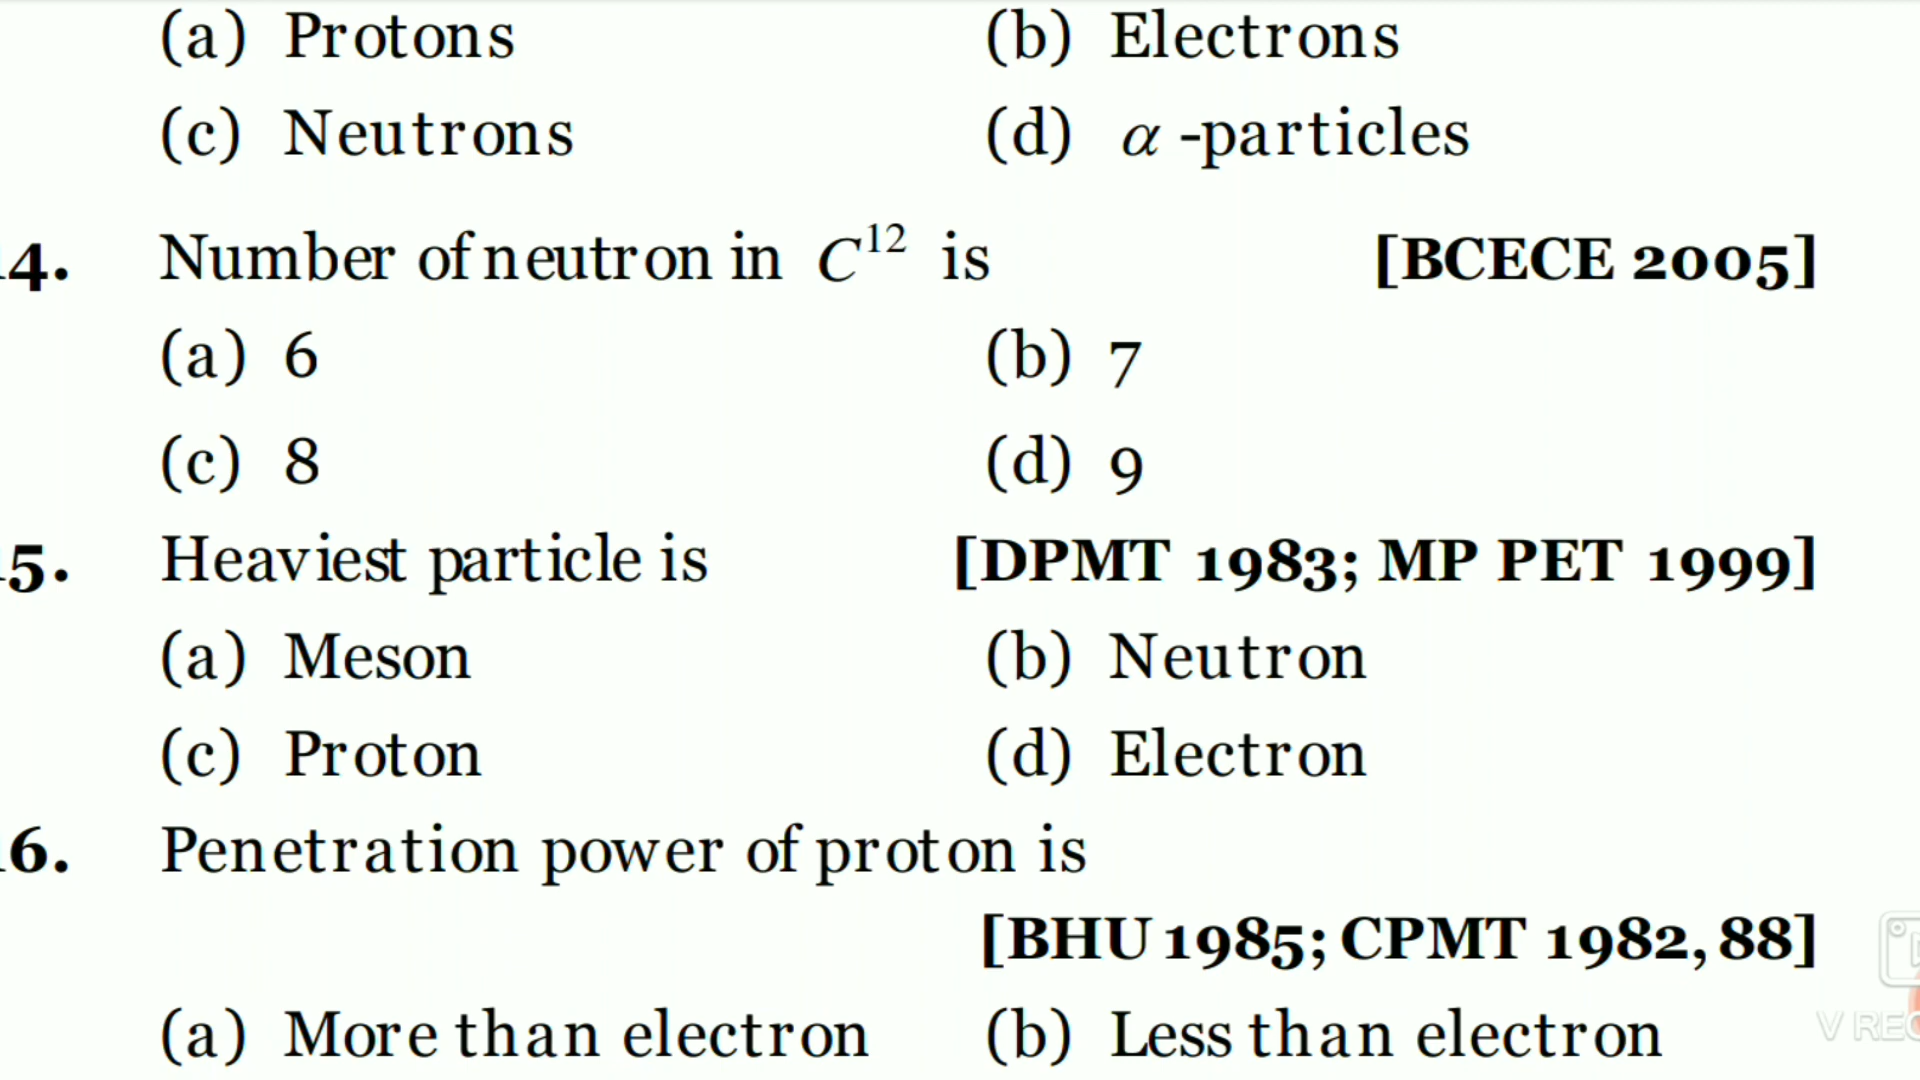 (a) Protons (b) Electrons
(c) Neutrons (d) α -particles
4. Number of neutron in C¹² is [BCECE 2005]
(a) 6 (b) 7
(c) 8 (d) 9
5. Heaviest particle is [DPMT 1983; MP PET 1999]
(a) Meson (b) Neutron
(c) Proton (d) Electron
6. Penetration power of proton is
[BHU 1985; CPMT 1982, 88]
(a) More than electron (b) Less than electron